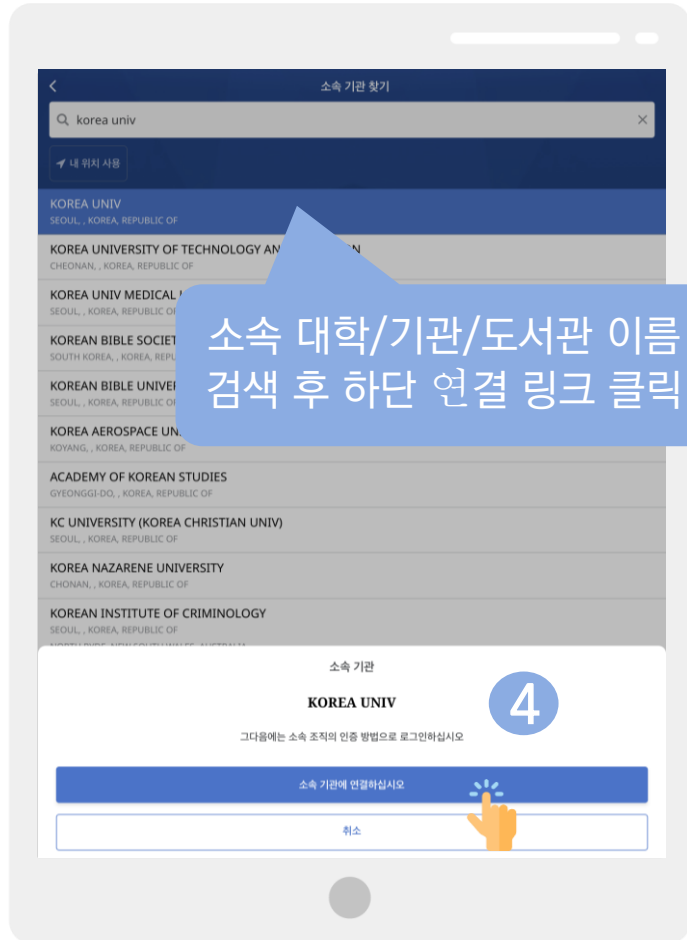 소속 기관 찾기
korea univ
내 위치 사용
KOREA UNIV
SEOUL, , KOREA, REPUBLIC OF
KOREA UNIVERSITY OF TECHNOLOGY AN
CHEONAN, , KOREA, REPUBLIC OF
KOREA UNIV MEDICAL
SEOUL, , KOREA, REPUBLIC OF
소속 대학/기관/도서관 이름
검색 후 하단 연결 링크 클릭
KOREAN BIBLE SOCIET
SOUTH KOREA, , KOREA, REPU
KOREAN BIBLE UNIVER
SEOUL, , KOREA, REPUBLIC OF
KOREA AEROSPACE UN
KOYANG, , KOREA, REPUBLIC OF
ACADEMY OF KOREAN STUDIES
GYEONGGI-DO, , KOREA, REPUBLIC OF
KC UNIVERSITY (KOREA CHRISTIAN UNIV)
SEOUL, , KOREA, REPUBLIC OF
KOREA NAZARENE UNIVERSITY
CHONAN, , KOREA, REPUBLIC OF
KOREAN INSTITUTE OF CRIMINOLOGY
SEOUL, , KOREA, REPUBLIC OF
소속 기관
KOREA UNIV
4
그다음에는 소속 조직의 인증 방법으로 로그인하십시오
소속 기관에 연결하십시오
취소